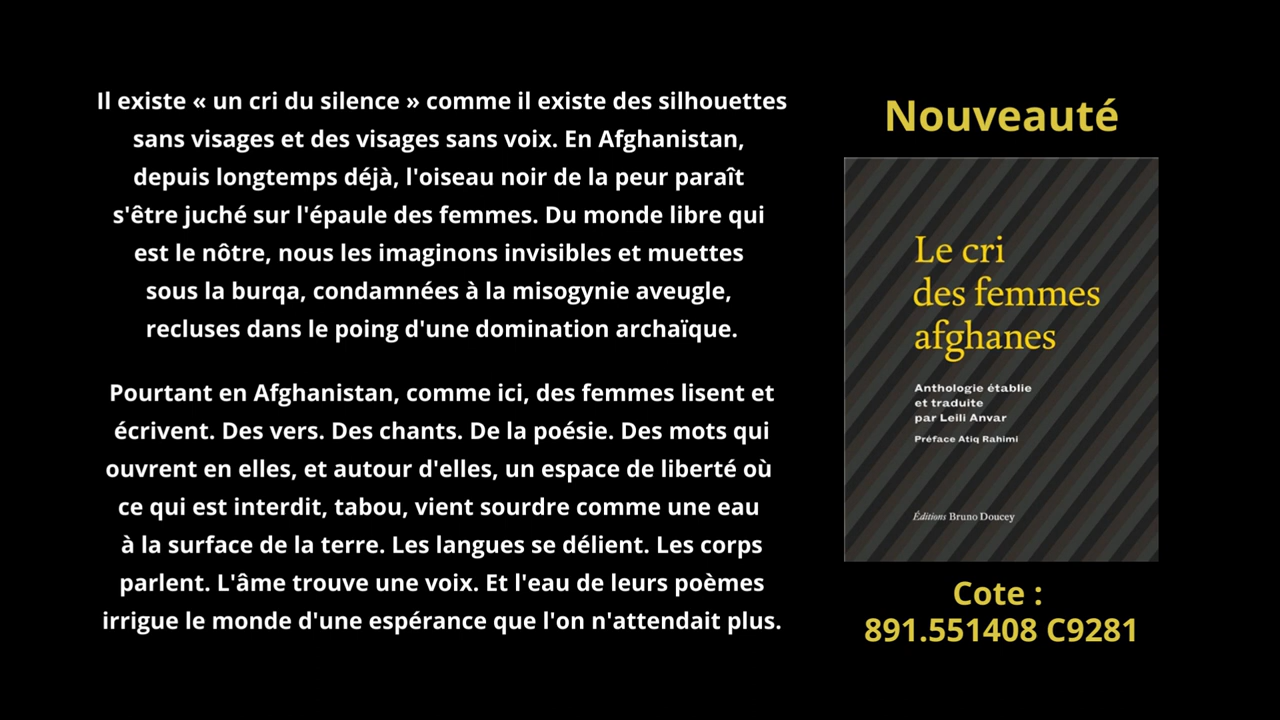 Il existe « un cri du silence » comme il existe des silhouettes
sans visages et des visages sans voix. En Afghanistan,
depuis longtemps déjà, l'oiseau noir de la peur paraît
s'être juché sur l'épaule des femmes. Du monde libre qui
est le nôtre, nous les imaginons invisibles et muettes
sous la burqa, condamnées à la misogynie aveugle,
recluses dans le poing d'une domination archaïque.
Pourtant en Afghanistan, comme ici, des femmes lisent et
écrivent. Des vers. Des chants. De la poésie. Des mots qui
ouvrent en elles, et autour d'elles, un espace de liberté où
ce qui est interdit, tabou, vient sourdre comme une eau
à la surface de la terre. Les langues se délient. Les corps
parlent. L'âme trouve une voix. Et l'eau de leurs poèmes
irrigue le monde d'une espérance que l'on n'attendait plus.
Nouveauté
Le cri
des femmes
afghanes
Anthologie établie
et traduite
par Leili Anvar
Préface Atiq Rahimi
Éditions Bruno Doucey
Cote :
891.551408 C9281